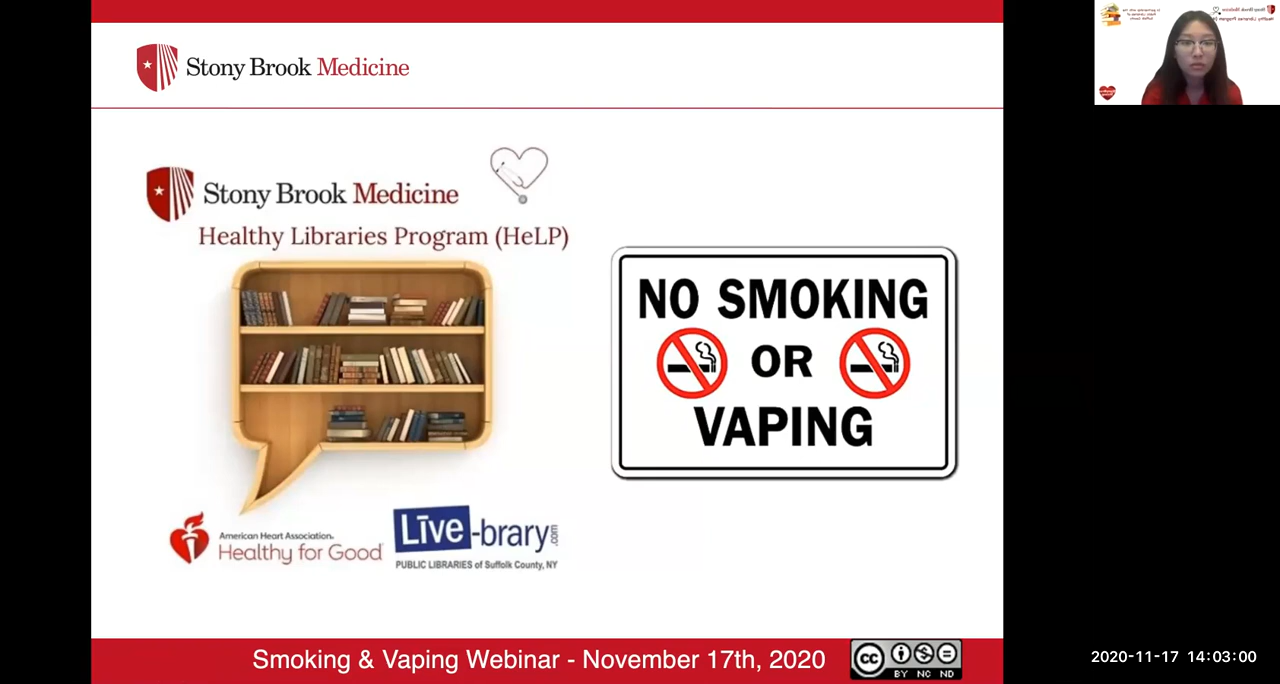 Stony Brook Medicine
Stony Brook Medicine
Healthy Libraries Program (HeLP)
NO SMOKING
OR
VAPING
American Heart Association®
Healthy for Good™
Live-brary.com
PUBLIC LIBRARIES of Suffolk County, NY
Smoking & Vaping Webinar - November 17th, 2020
cc
BY NC ND
2020-11-17 14:03:00